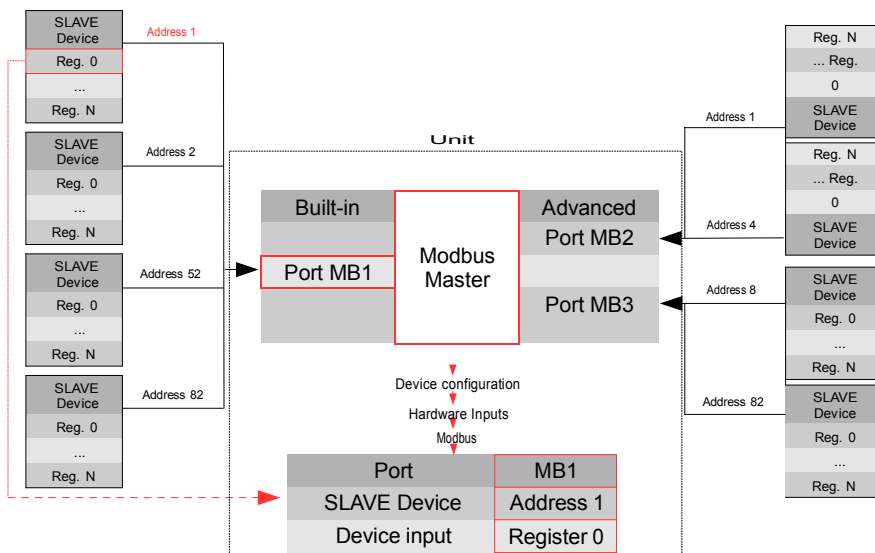 SLAVE
Device
Reg. 0
...
Reg. N
Address 1
SLAVE
Device
Reg. 0
...
Reg. N
Address 2
SLAVE
Device
Reg. 0
...
Reg. N
Address 52
SLAVE
Device
Reg. 0
...
Reg. N
Address 82
Unit
Built-in
Port MB1
Modbus
Master
Advanced
Port MB2
Port MB3
Device configuration
Hardware Inputs
Modbus
Port MB1
SLAVE Device Address 1
Device input Register 0
Address 1
Reg. N
... Reg.
0
SLAVE
Device
Address 4
Reg. N
... Reg.
0
SLAVE
Device
Address 8
SLAVE
Device
Reg. 0
...
Reg. N
Address 82
SLAVE
Device
Reg. 0
...
Reg. N